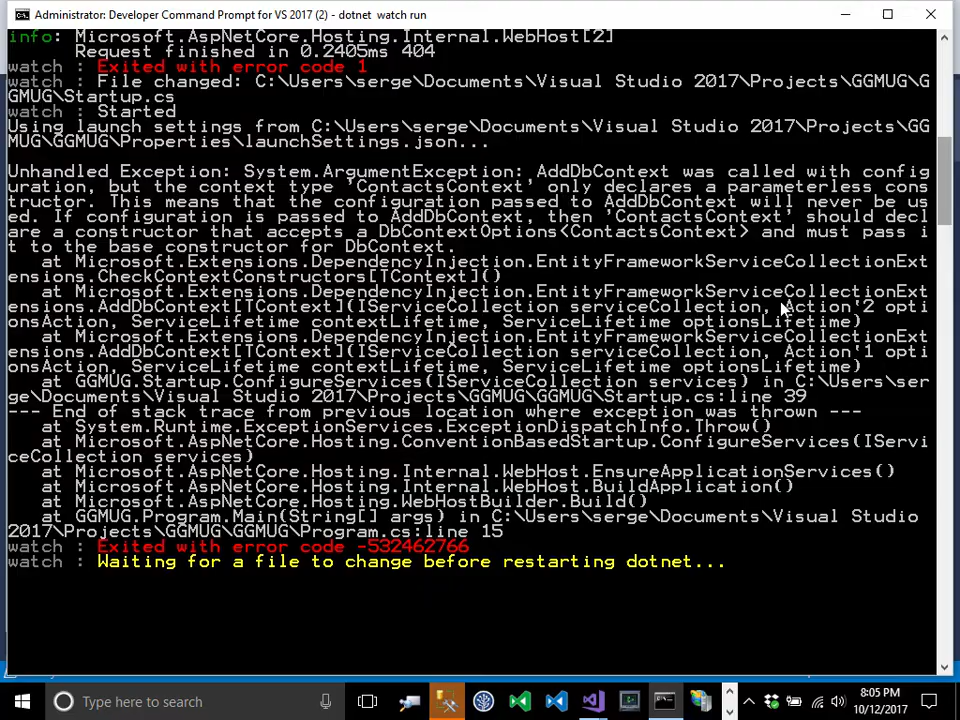 Administrator: Developer Command Prompt for VS 2017 (2) - dotnet  watch run
info: Microsoft.AspNetCore.Hosting.Internal.WebHost[2]
      Request finished in 0.2405ms 404
watch : Exited with error code 1
watch : File changed: C:\Users\serge\Documents\Visual Studio 2017\Projects\GGMUG\G
GMUG\Startup.cs
watch : Started
Using launch settings from C:\Users\serge\Documents\Visual Studio 2017\Projects\GG
MUG\GGMUG\Properties\launchSettings.json...
Unhandled Exception: System.ArgumentException: AddDbContext was called with config
uration, but the context type 'ContactsContext' only declares a parameterless cons
tructor. This means that the configuration passed to AddDbContext will never be us
ed. If configuration is passed to AddDbContext, then 'ContactsContext' should decl
are a constructor that accepts a DbContextOptions<ContactsContext> and must pass i
t to the base constructor for DbContext.
   at Microsoft.Extensions.DependencyInjection.EntityFrameworkServiceCollectionExt
ensions.CheckContextConstructors[TContext]()
   at Microsoft.Extensions.DependencyInjection.EntityFrameworkServiceCollectionExt
ensions.AddDbContext[TContext](IServiceCollection serviceCollection, Action`2 opti
onsAction, ServiceLifetime contextLifetime, ServiceLifetime optionsLifetime)
   at Microsoft.Extensions.DependencyInjection.EntityFrameworkServiceCollectionExt
ensions.AddDbContext[TContext](IServiceCollection serviceCollection, Action`1 opti
onsAction, ServiceLifetime contextLifetime, ServiceLifetime optionsLifetime)
   at GGMUG.Startup.ConfigureServices(IServiceCollection services) in C:\Users\ser
ge\Documents\Visual Studio 2017\Projects\GGMUG\GGMUG\Startup.cs:line 39
--- End of stack trace from previous location where exception was thrown ---
   at System.Runtime.ExceptionServices.ExceptionDispatchInfo.Throw()
   at Microsoft.AspNetCore.Hosting.ConventionBasedStartup.ConfigureServices(IServi
ceCollection services)
   at Microsoft.AspNetCore.Hosting.Internal.WebHost.EnsureApplicationServices()
   at Microsoft.AspNetCore.Hosting.Internal.WebHost.BuildApplication()
   at Microsoft.AspNetCore.Hosting.WebHostBuilder.Build()
   at GGMUG.Program.Main(String[] args) in C:\Users\serge\Documents\Visual Studio
2017\Projects\GGMUG\GGMUG\Program.cs:line 15
watch : Exited with error code -532462766
watch : Waiting for a file to change before restarting dotnet...
Type here to search
8:05 PM
10/12/2017